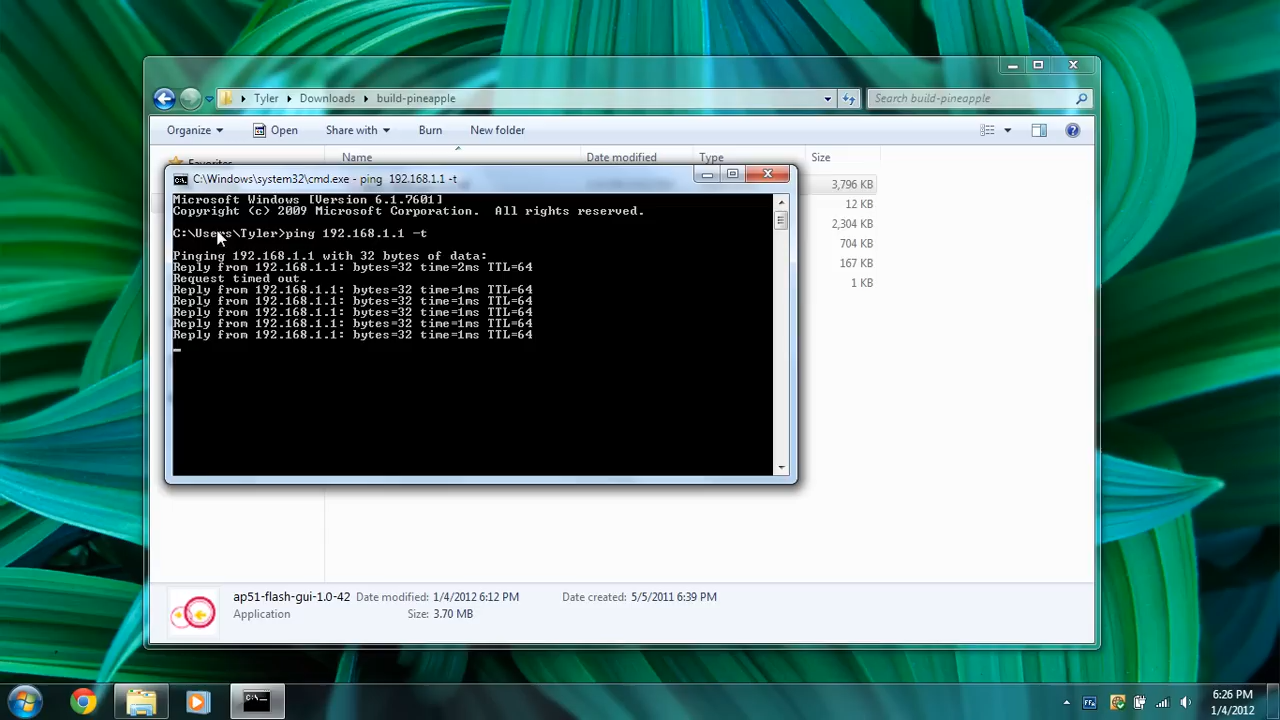 Tyler Downloads build-pineapple Search build-pineapple
Organize Open Share with Burn New folder
Favorites Name Date modified Type Size
C:\Windows\system32\cmd.exe - ping 192.168.1.1 -t
3,796 KB
12 KB
2,304 KB
704 KB
167 KB
1 KB
Microsoft Windows [Version 6.1.7601]
Copyright (c) 2009 Microsoft Corporation. All rights reserved.
C:\Users\Tyler>ping 192.168.1.1 -t
Pinging 192.168.1.1 with 32 bytes of data:
Reply from 192.168.1.1: bytes=32 time=2ms TTL=64
Request timed out.
Reply from 192.168.1.1: bytes=32 time=1ms TTL=64
Reply from 192.168.1.1: bytes=32 time=1ms TTL=64
Reply from 192.168.1.1: bytes=32 time=1ms TTL=64
Reply from 192.168.1.1: bytes=32 time=1ms TTL=64
Reply from 192.168.1.1: bytes=32 time=1ms TTL=64
ap51-flash-gui-1.0-42 Date modified: 1/4/2012 6:12 PM Date created: 5/5/2011 6:39 PM
Application Size: 3.70 MB
C:\
6:26 PM
1/4/2012